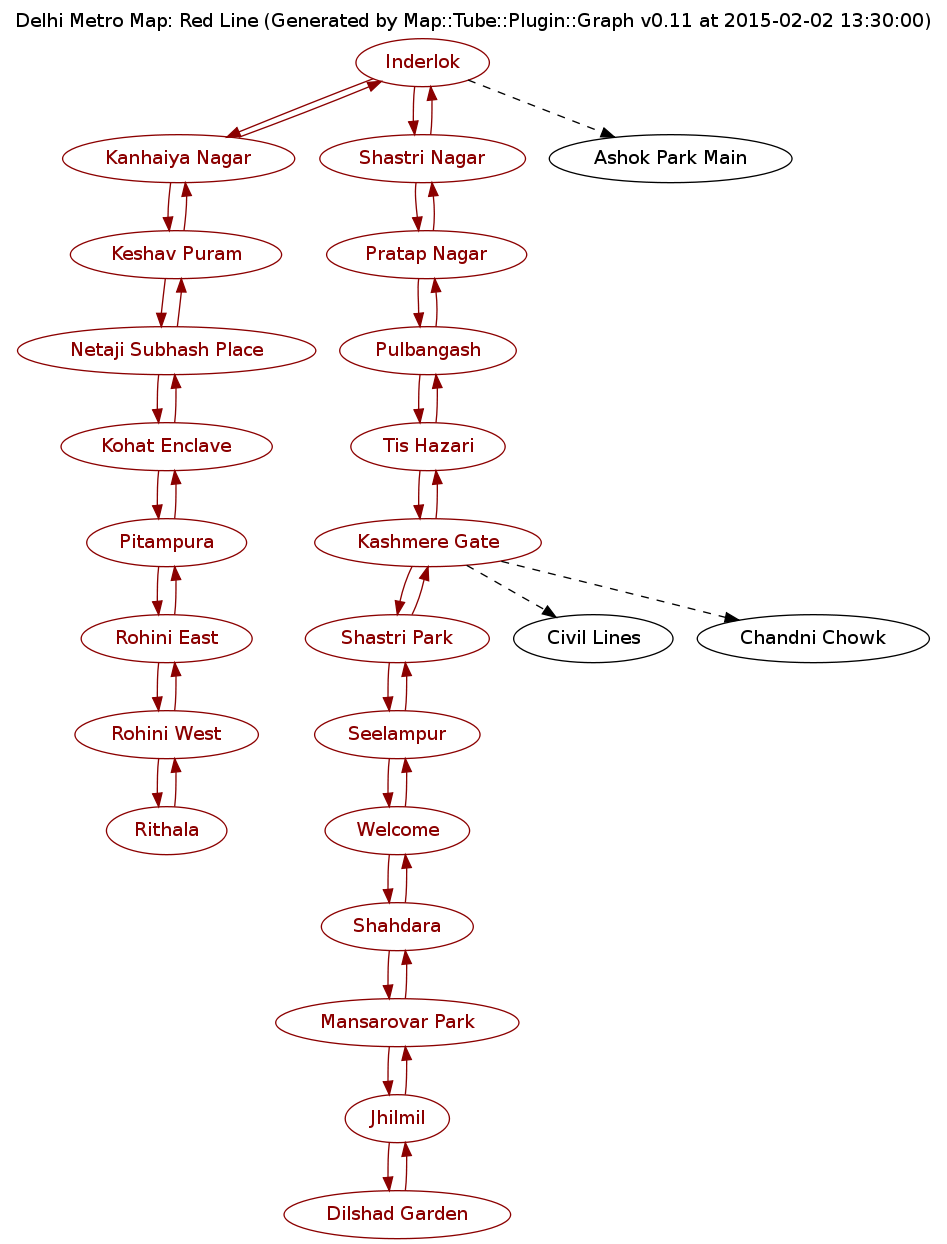 Delhi Metro Map: Red Line (Generated by Map::Tube::Plugin::Graph v0.11 at 2015-02-02 13:30:00)
Inderlok
Kanhaiya Nagar
Shastri Nagar
Ashok Park Main
Keshav Puram
Pratap Nagar
Netaji Subhash Place
Pulbangash
Kohat Enclave
Tis Hazari
Pitampura
Kashmere Gate
Rohini East
Shastri Park
Civil Lines
Chandni Chowk
Rohini West
Seelampur
Rithala
Welcome
Shahdara
Mansarovar Park
Jhilmil
Dilshad Garden